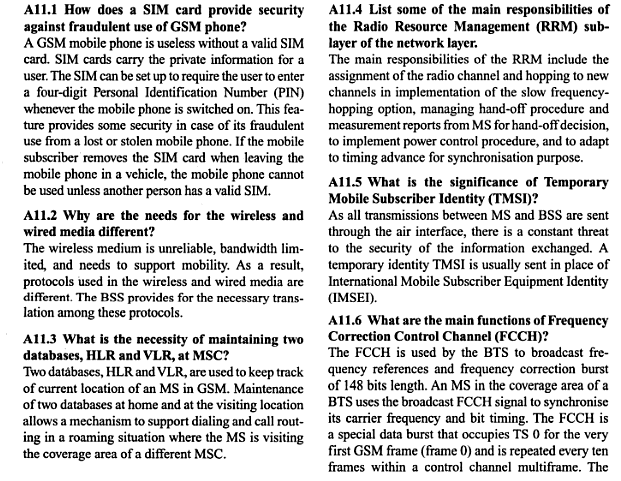 A11.1 How does a SIM card provide security
against fraudulent use of GSM phone?
A GSM mobile phone is useless without a valid SIM
card. SIM cards carry the private information for a
user. The SIM can be set up to require the user to enter
a four-digit Personal Identification Number (PIN)
whenever the mobile phone is switched on. This fea-
ture provides some security in case of its fraudulent
use from a lost or stolen mobile phone. If the mobile
subscriber removes the SIM card when leaving the
mobile phone in a vehicle, the mobile phone cannot
be used unless another person has a valid SIM.
A11.2 Why are the needs for the wireless and
wired media different?
The wireless medium is unreliable, bandwidth lim-
ited, and needs to support mobility. As a result,
protocols used in the wireless and wired media are
different. The BSS provides for the necessary trans-
lation among these protocols.
A11.3 What is the necessity of maintaining two
databases, HLR and VLR, at MSC?
Two databases, HLR and VLR, are used to keep track
of current location of an MS in GSM. Maintenance
of two databases at home and at the visiting location
allows a mechanism to support dialing and call rout-
ing in a roaming situation where the MS is visiting
the coverage area of a different MSC.
A11.4 List some of the main responsibilities of
the Radio Resource Management (RRM) sub-
layer of the network layer.
The main responsibilities of the RRM include the
assignment of the radio channel and hopping to new
channels in implementation of the slow frequency-
hopping option, managing hand-off procedure and
measurement reports from MS for hand-off decision,
to implement power control procedure, and to adapt
to timing advance for synchronisation purpose.
A11.5 What is the significance of Temporary
Mobile Subscriber Identity (TMSI)?
As all transmissions between MS and BSS are sent
through the air interface, there is a constant threat
to the security of the information exchanged. A
temporary identity TMSI is usually sent in place of
International Mobile Subscriber Equipment Identity
(IMSEI).
A11.6 What are the main functions of Frequency
Correction Control Channel (FCCH)?
The FCCH is used by the BTS to broadcast fre-
quency references and frequency correction burst
of 148 bits length. An MS in the coverage area of a
BTS uses the broadcast FCCH signal to synchronise
its carrier frequency and bit timing. The FCCH is
a special data burst that occupies TS 0 for the very
first GSM frame (frame 0) and is repeated every ten
frames within a control channel multiframe. The